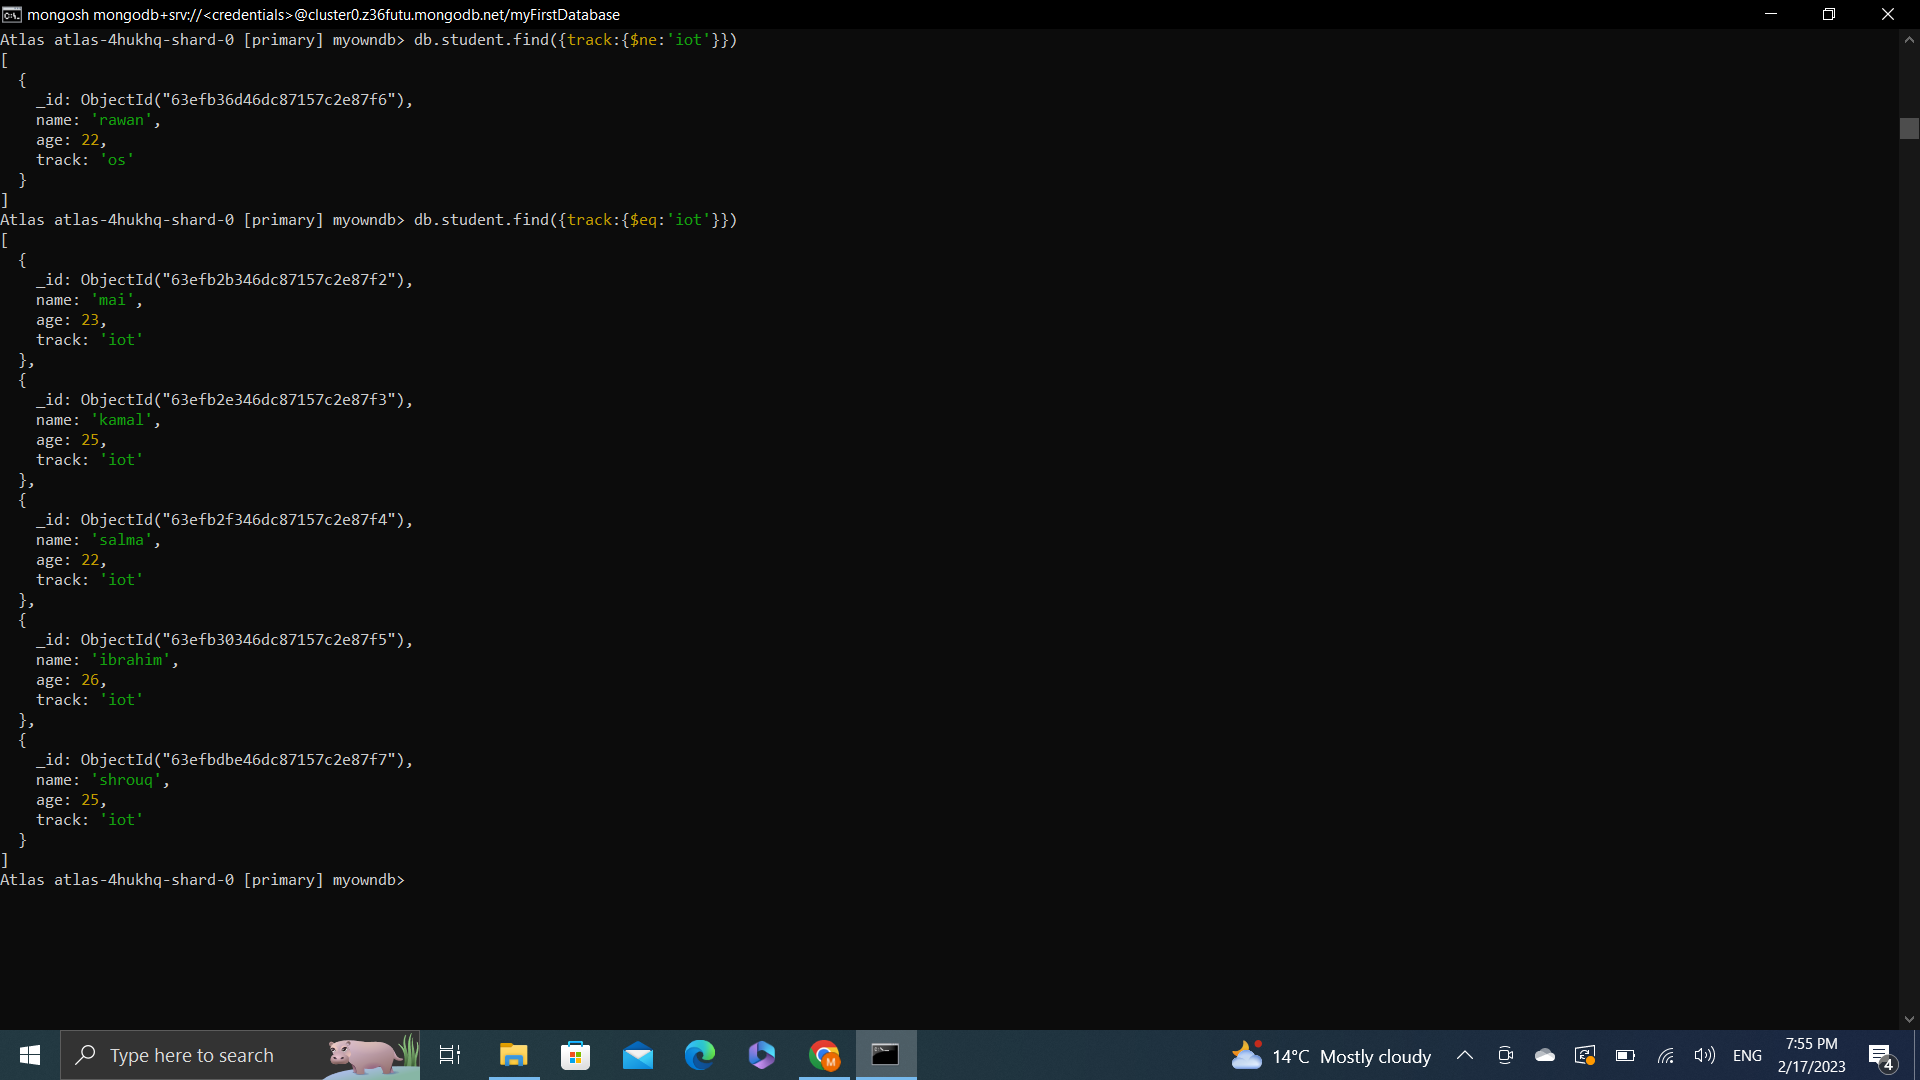 mongosh mongodb+srv://<credentials>@cluster0.z36futu.mongodb.net/myFirstDatabase
Atlas atlas-4hukhq-shard-0 [primary] myowndb> db.student.find({track:{$ne:'iot'}})
[
  {
    _id: ObjectId("63efb36d46dc87157c2e87f6"),
    name: 'rawan',
    age: 22,
    track: 'os'
  }
]
Atlas atlas-4hukhq-shard-0 [primary] myowndb> db.student.find({track:{$eq:'iot'}})
[
  {
    _id: ObjectId("63efb2b346dc87157c2e87f2"),
    name: 'mai',
    age: 23,
    track: 'iot'
  },
  {
    _id: ObjectId("63efb2e346dc87157c2e87f3"),
    name: 'kamal',
    age: 25,
    track: 'iot'
  },
  {
    _id: ObjectId("63efb2f346dc87157c2e87f4"),
    name: 'salma',
    age: 22,
    track: 'iot'
  },
  {
    _id: ObjectId("63efb30346dc87157c2e87f5"),
    name: 'ibrahim',
    age: 26,
    track: 'iot'
  },
  {
    _id: ObjectId("63efbdbe46dc87157c2e87f7"),
    name: 'shrouq',
    age: 25,
    track: 'iot'
  }
]
Atlas atlas-4hukhq-shard-0 [primary] myowndb>
Type here to search
14°C Mostly cloudy
ENG
7:55 PM
2/17/2023
4